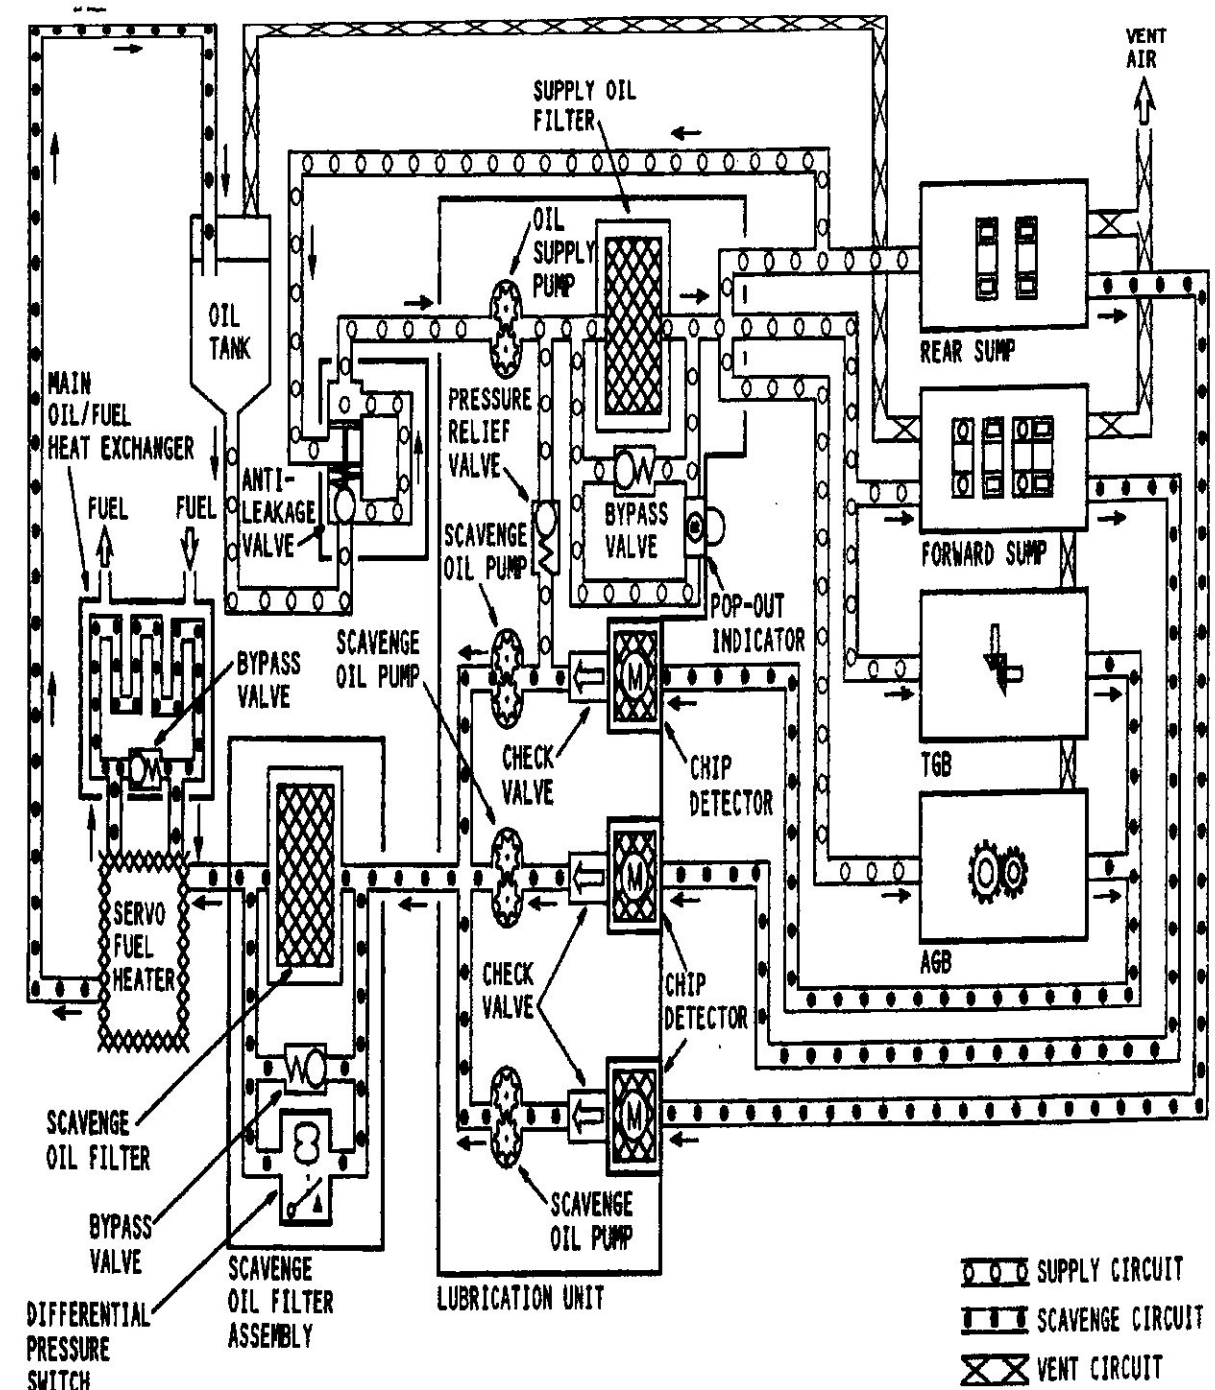 VENT
AIR
SUPPLY OIL
FILTER
OIL
SUPPLY
PUMP
OIL
TANK
REAR SUMP
MAIN
OIL/FUEL
HEAT EXCHANGER
PRESSURE
RELIEF
VALVE
ANTI-
LEAKAGE
VALVE
FUEL
FUEL
BYPASS
VALVE
SCAVENGE
OIL PUMP
FORWARD SUMP
POP-OUT
INDICATOR
SCAVENGE
OIL PUMP
BYPASS
VALVE
M
CHECK
VALVE
CHIP
DETECTOR
TGB
M
SERVO
FUEL
HEATER
CHECK
VALVE
CHIP
DETECTOR
AGB
M
SCAVENGE
OIL FILTER
SCAVENGE
OIL PUMP
BYPASS
VALVE
SCAVENGE
OIL FILTER
ASSEMBLY
LUBRICATION UNIT
DIFFERENTIAL
PRESSURE
SWITCH
SUPPLY CIRCUIT
SCAVENGE CIRCUIT
VENT CIRCUIT